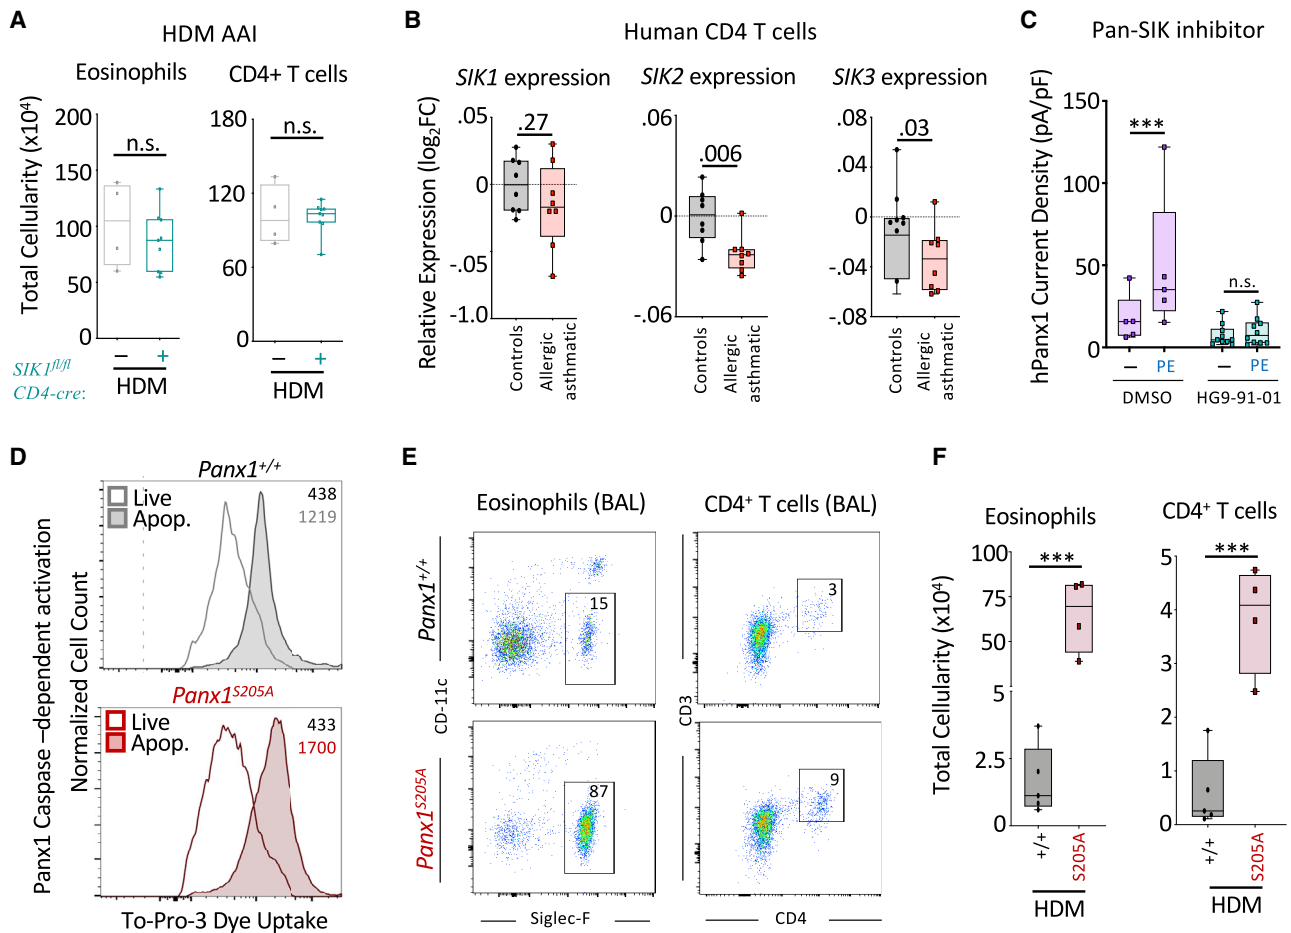 A
HDM AAI
Eosinophils
CD4+ T cells
Total Cellularity (x10⁴)
200
150
100
50
0
n.s.
180
120
60
0
n.s.
− +
− +
SIK1fl/fl
CD4-cre:
HDM
HDM
B
Human CD4 T cells
SIK1 expression
SIK2 expression
SIK3 expression
Relative Expression (log₂FC)
.05
0
-.05
-1.0
.27
Controls
Allergic
asthmatic
.06
0
-.06
.006
Controls
Allergic
asthmatic
.08
.04
0
-.04
-.08
.03
Controls
Allergic
asthmatic
C
Pan-SIK inhibitor
hPanx1 Current Density (pA/pF)
150
100
50
0
***
n.s.
− PE − PE
DMSO
HG9-91-01
D
Panx1 Caspase –dependent activation
Normalized Cell Count
Panx1+/+
Live
Apop.
438
1219
Panx1S205A
Live
Apop.
433
1700
To-Pro-3 Dye Uptake
E
Eosinophils (BAL)
CD4⁺ T cells (BAL)
Panx1+/+
Panx1S205A
CD-11c
15
87
Siglec-F
CD3
3
9
CD4
F
Eosinophils
CD4⁺ T cells
Total Cellularity (x10⁴)
100
75
50
5
2.5
0
***
+/+
S205A
HDM
5
4
3
2
1
0
***
+/+
S205A
HDM